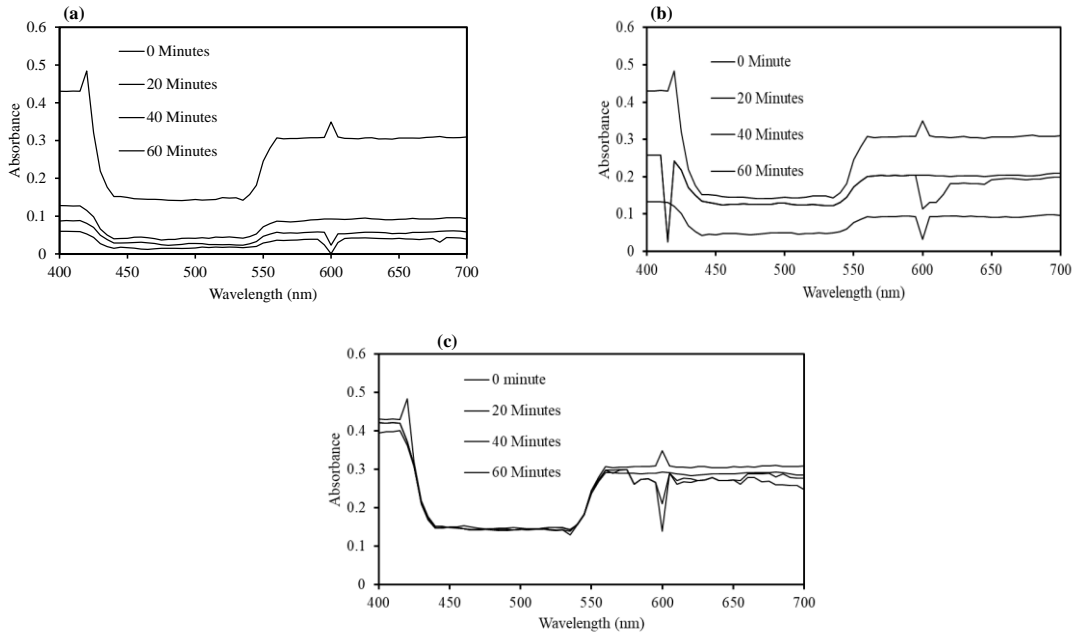 (a)
0.6
0.5
0.4
0.3
0.2
0.1
0
Absorbance
0 Minutes
20 Minutes
40 Minutes
60 Minutes
400 450 500 550 600 650 700
Wavelength (nm)
(b)
0.6
0.5
0.4
0.3
0.2
0.1
0
Absorbance
0 Minute
20 Minutes
40 Minutes
60 Minutes
400 450 500 550 600 650 700
Wavelength (nm)
(c)
0.6
0.5
0.4
0.3
0.2
0.1
0
Absorbance
0 minute
20 Minutes
40 Minutes
60 Minutes
400 450 500 550 600 650 700
Wavelength (nm)